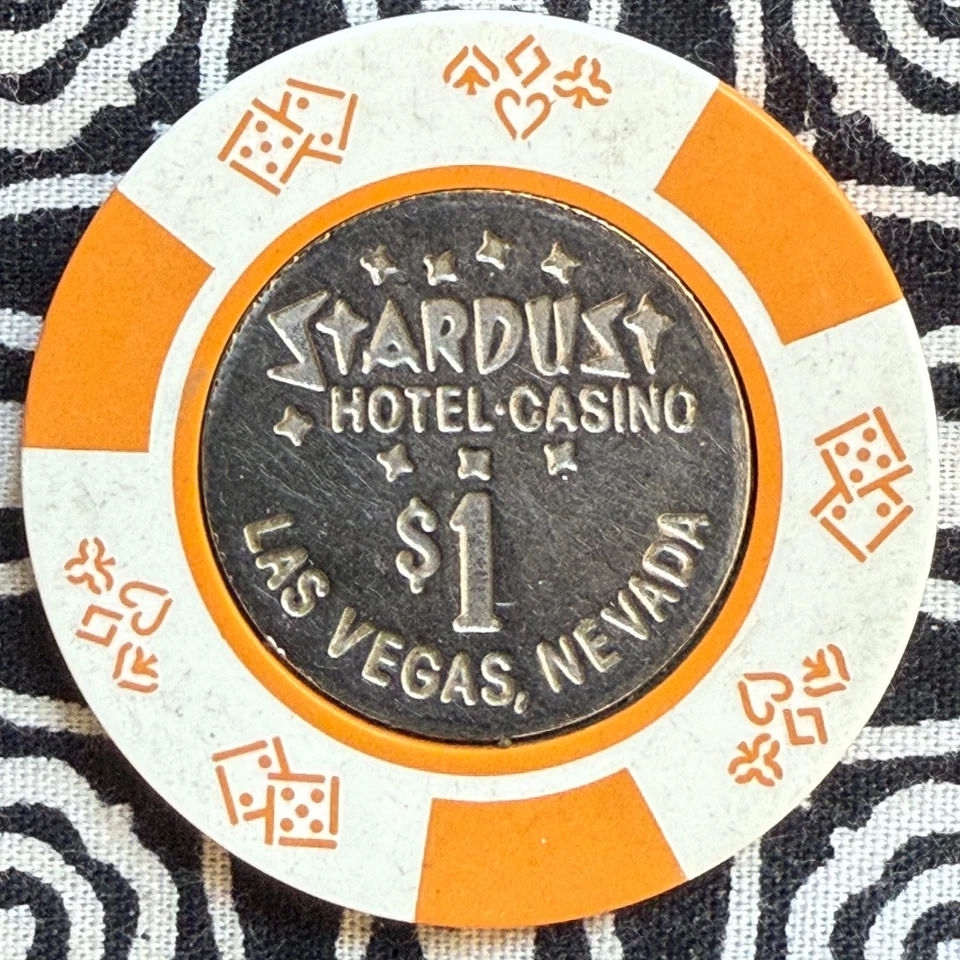 STARDUST
HOTEL·CASINO
$1
LAS VEGAS, NEVADA